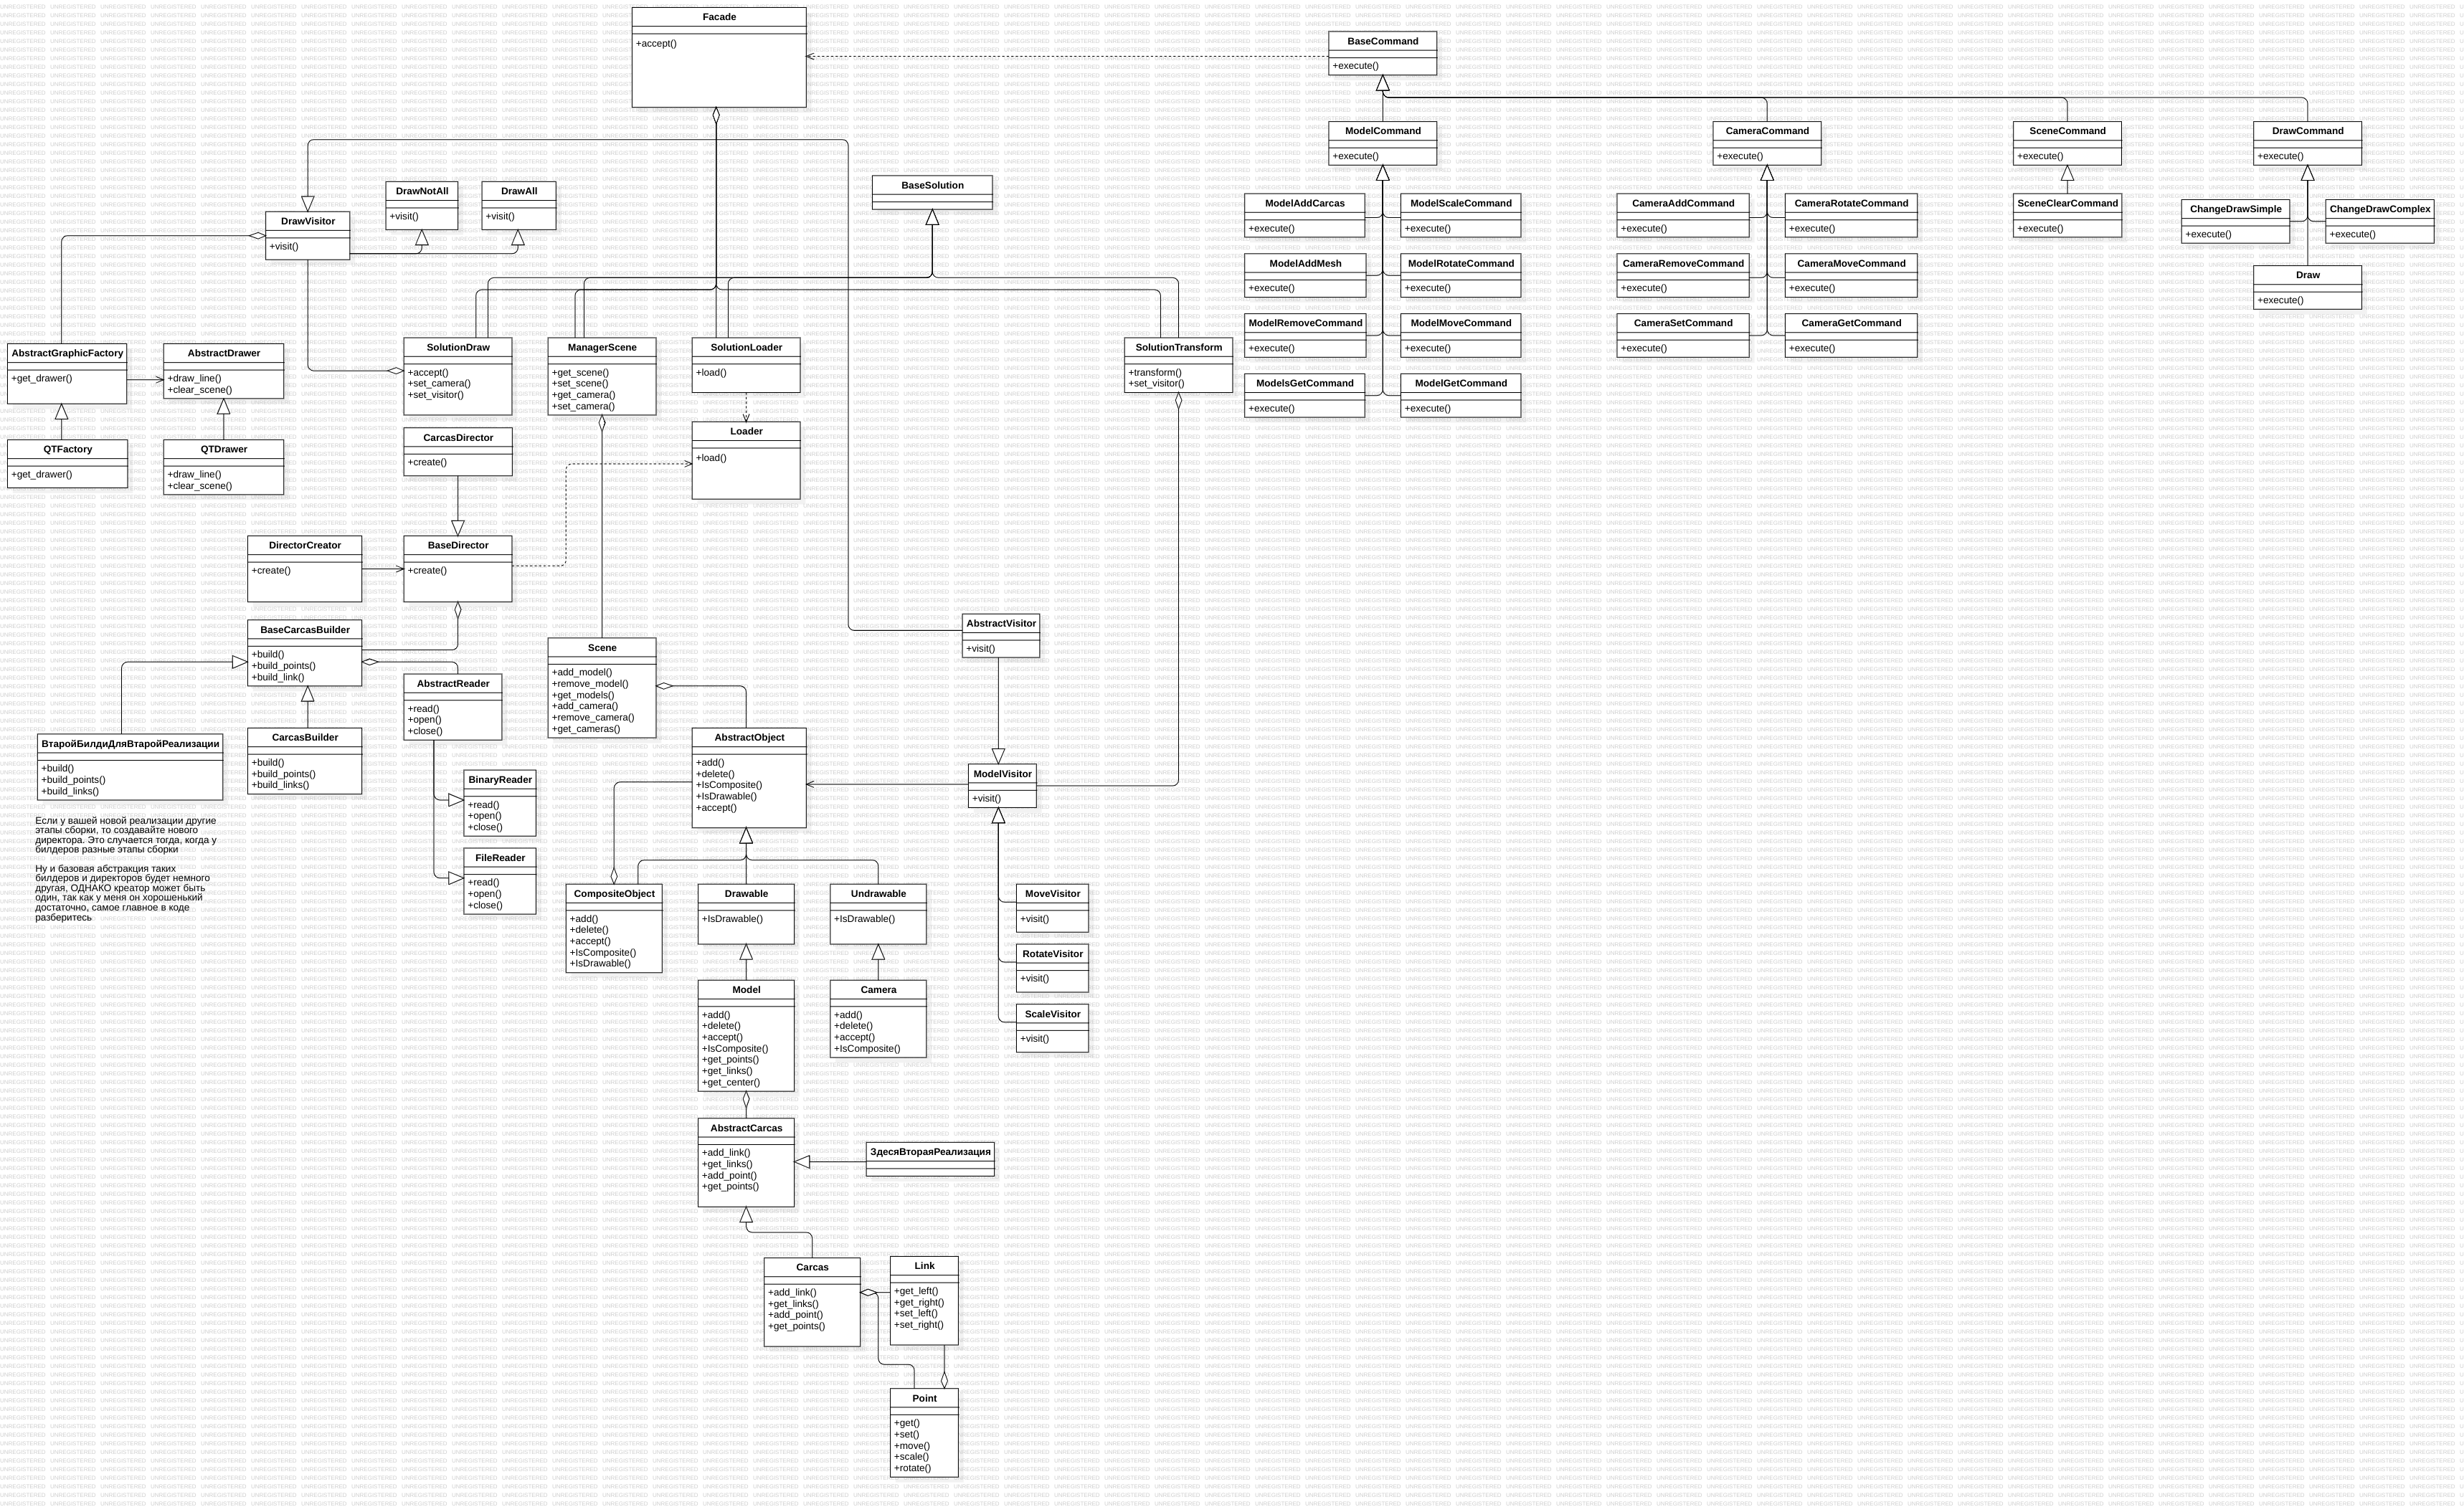 Facade
+accept()
BaseCommand
+execute()
ModelCommand
+execute()
CameraCommand
+execute()
SceneCommand
+execute()
DrawCommand
+execute()
DrawNotAll
+visit()
DrawAll
+visit()
BaseSolution
DrawVisitor
+visit()
ModelAddCarcas
+execute()
ModelScaleCommand
+execute()
ModelAddMesh
+execute()
ModelRotateCommand
+execute()
ModelRemoveCommand
+execute()
ModelMoveCommand
+execute()
ModelsGetCommand
+execute()
ModelGetCommand
+execute()
CameraAddCommand
+execute()
CameraRotateCommand
+execute()
CameraRemoveCommand
+execute()
CameraMoveCommand
+execute()
CameraSetCommand
+execute()
CameraGetCommand
+execute()
SceneClearCommand
+execute()
ChangeDrawSimple
+execute()
ChangeDrawComplex
+execute()
Draw
+execute()
AbstractGraphicFactory
+get_drawer()
AbstractDrawer
+draw_line()
+clear_scene()
SolutionDraw
+accept()
+set_camera()
+set_visitor()
ManagerScene
+get_scene()
+set_scene()
+get_camera()
+set_camera()
SolutionLoader
+load()
SolutionTransform
+transform()
+set_visitor()
QTFactory
+get_drawer()
QTDrawer
+draw_line()
+clear_scene()
CarcasDirector
+create()
Loader
+load()
DirectorCreator
+create()
BaseDirector
+create()
BaseCarcasBuilder
+build()
+build_points()
+build_link()
AbstractReader
+read()
+open()
+close()
Scene
+add_model()
+remove_model()
+get_models()
+add_camera()
+remove_camera()
+get_cameras()
AbstractVisitor
+visit()
ВтаройБилдиДляВтаройРеализации
+build()
+build_points()
+build_links()
CarcasBuilder
+build()
+build_points()
+build_links()
BinaryReader
+read()
+open()
+close()
FileReader
+read()
+open()
+close()
AbstractObject
+add()
+delete()
+IsComposite()
+IsDrawable()
+accept()
ModelVisitor
+visit()
Если у вашей новой реализации другие
этапы сборки, то создавайте нового
директора. Это случается тогда, когда у
билдеров разные этапы сборки
Ну и базовая абстракция таких
билдеров и директоров будет немного
другая, ОДНАКО креатор может быть
один, так как у меня он хорошенький
достаточно, самое главное в коде
разберитесь
CompositeObject
+add()
+delete()
+accept()
+IsComposite()
+IsDrawable()
Drawable
+IsDrawable()
Undrawable
+IsDrawable()
MoveVisitor
+visit()
RotateVisitor
+visit()
ScaleVisitor
+visit()
Model
+add()
+delete()
+accept()
+IsComposite()
+get_points()
+get_links()
+get_center()
Camera
+add()
+delete()
+accept()
+IsComposite()
AbstractCarcas
+add_link()
+get_links()
+add_point()
+get_points()
ЗдесяВтораяРеализация
Carcas
+add_link()
+get_links()
+add_point()
+get_points()
Link
+get_left()
+get_right()
+set_left()
+set_right()
Point
+get()
+set()
+move()
+scale()
+rotate()